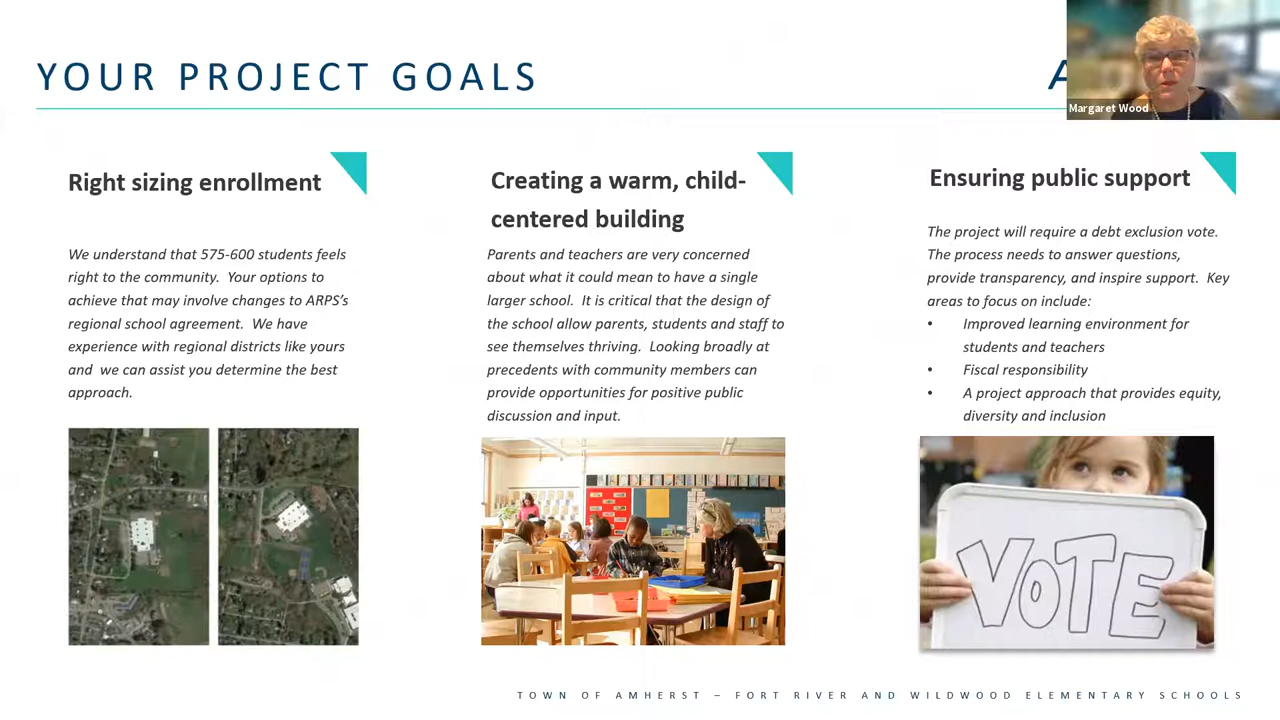 YOUR PROJECT GOALS
A
Margaret Wood
Right sizing enrollment
We understand that 575-600 students feels
right to the community.  Your options to
achieve that may involve changes to ARPS's
regional school agreement.  We have
experience with regional districts like yours
and  we can assist you determine the best
approach.
Creating a warm, child-
centered building
Parents and teachers are very concerned
about what it could mean to have a single
larger school.  It is critical that the design of
the school allow parents, students and staff to
see themselves thriving.  Looking broadly at
precedents with community members can
provide opportunities for positive public
discussion and input.
Ensuring public support
The project will require a debt exclusion vote.
The process needs to answer questions,
provide transparency, and inspire support.  Key
areas to focus on include:
• Improved learning environment for
students and teachers
• Fiscal responsibility
• A project approach that provides equity,
diversity and inclusion
VOTE
TOWN OF AMHERST – FORT RIVER AND WILDWOOD ELEMENTARY SCHOOLS